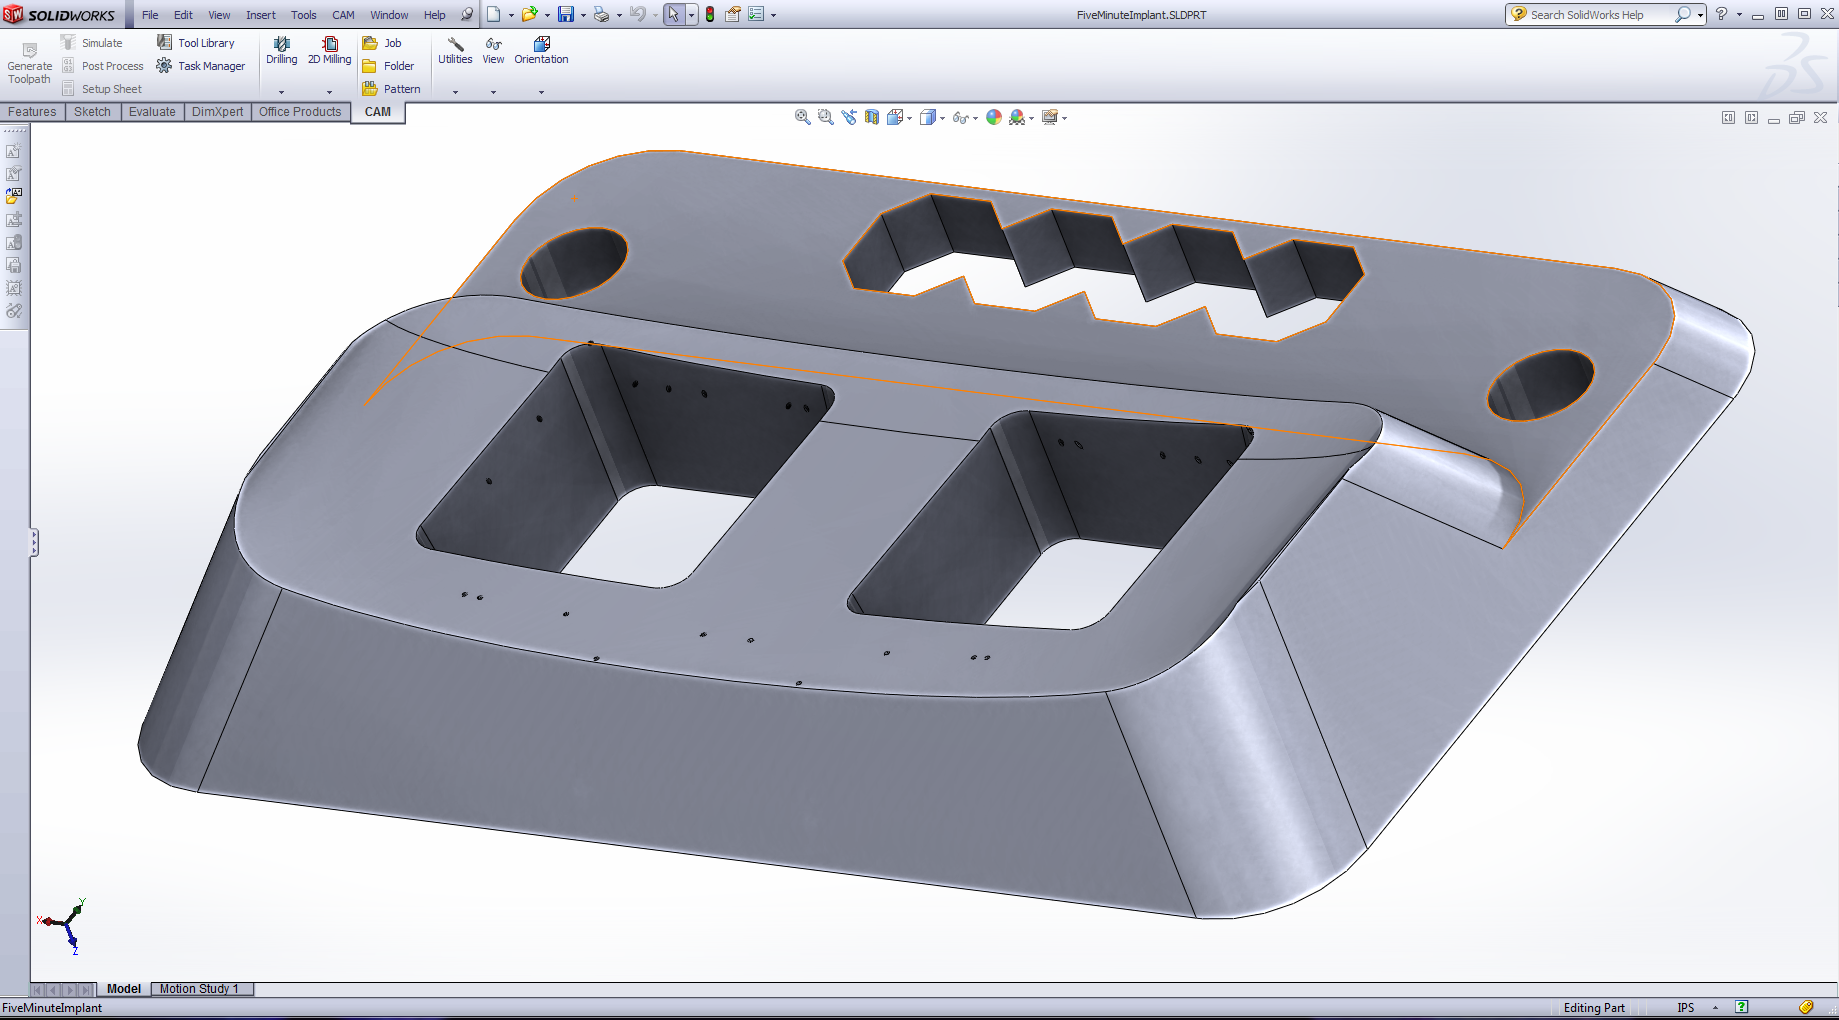 SW SOLIDWORKS File Edit View Insert Tools CAM Window Help FiveMinuteImplant.SLDPRT Search SolidWorks Help
Simulate Tool Library Job
Generate Toolpath Post Process Task Manager Drilling 2D Milling Folder Utilities View Orientation
Setup Sheet Pattern
Features Sketch Evaluate DimXpert Office Products CAM
DS
X Y Z
Model Motion Study 1
FiveMinuteImplant Editing Part IPS